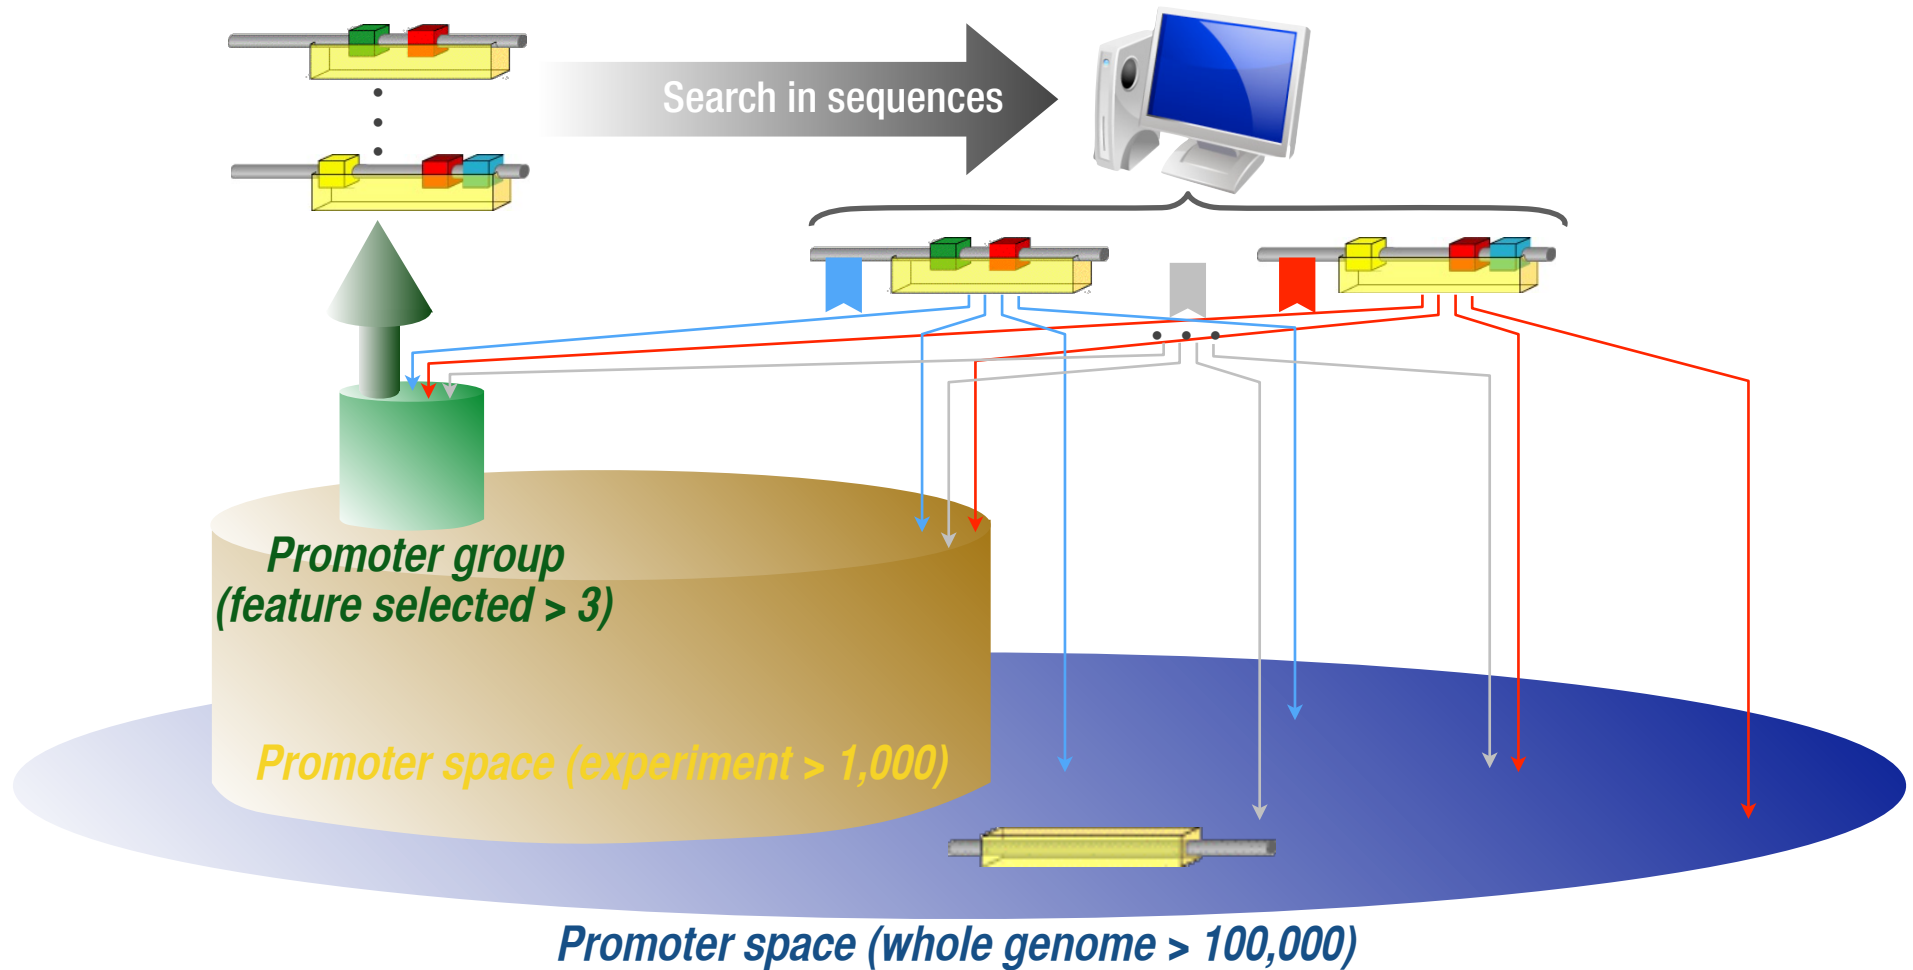 Search in sequences
Promoter group
(feature selected > 3)
Promoter space (experiment > 1,000)
Promoter space (whole genome > 100,000)